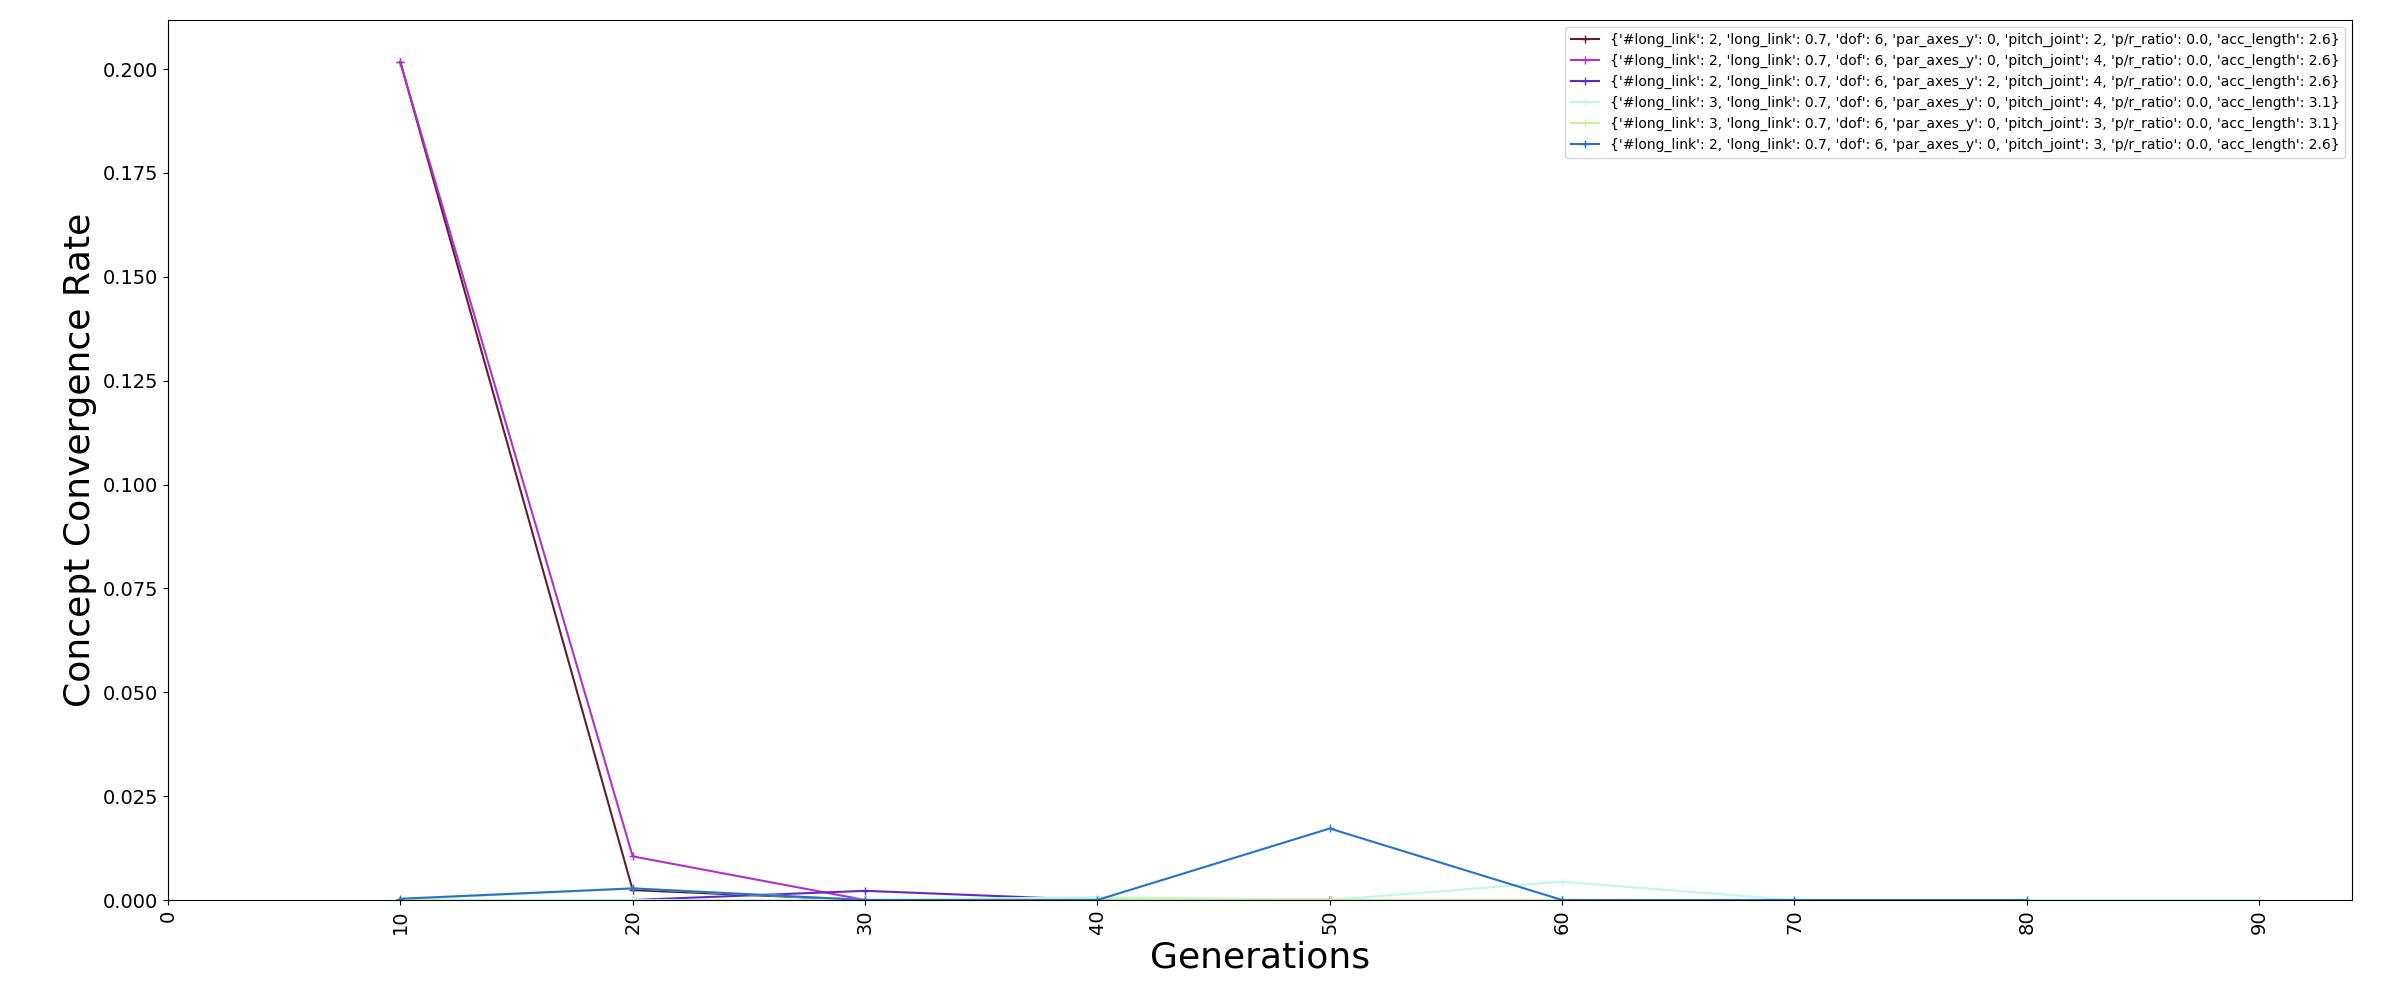 {'#long_link': 2, 'long_link': 0.7, 'dof': 6, 'par_axes_y': 0, 'pitch_joint': 2, 'p/r_ratio': 0.0, 'acc_length': 2.6}
{'#long_link': 2, 'long_link': 0.7, 'dof': 6, 'par_axes_y': 0, 'pitch_joint': 4, 'p/r_ratio': 0.0, 'acc_length': 2.6}
{'#long_link': 2, 'long_link': 0.7, 'dof': 6, 'par_axes_y': 2, 'pitch_joint': 4, 'p/r_ratio': 0.0, 'acc_length': 2.6}
{'#long_link': 3, 'long_link': 0.7, 'dof': 6, 'par_axes_y': 0, 'pitch_joint': 4, 'p/r_ratio': 0.0, 'acc_length': 3.1}
{'#long_link': 3, 'long_link': 0.7, 'dof': 6, 'par_axes_y': 0, 'pitch_joint': 3, 'p/r_ratio': 0.0, 'acc_length': 3.1}
{'#long_link': 2, 'long_link': 0.7, 'dof': 6, 'par_axes_y': 0, 'pitch_joint': 3, 'p/r_ratio': 0.0, 'acc_length': 2.6}
Concept Convergence Rate
0.200
0.175
0.150
0.125
0.100
0.075
0.050
0.025
0.000
0 10 20 30 40 50 60 70 80 90
Generations